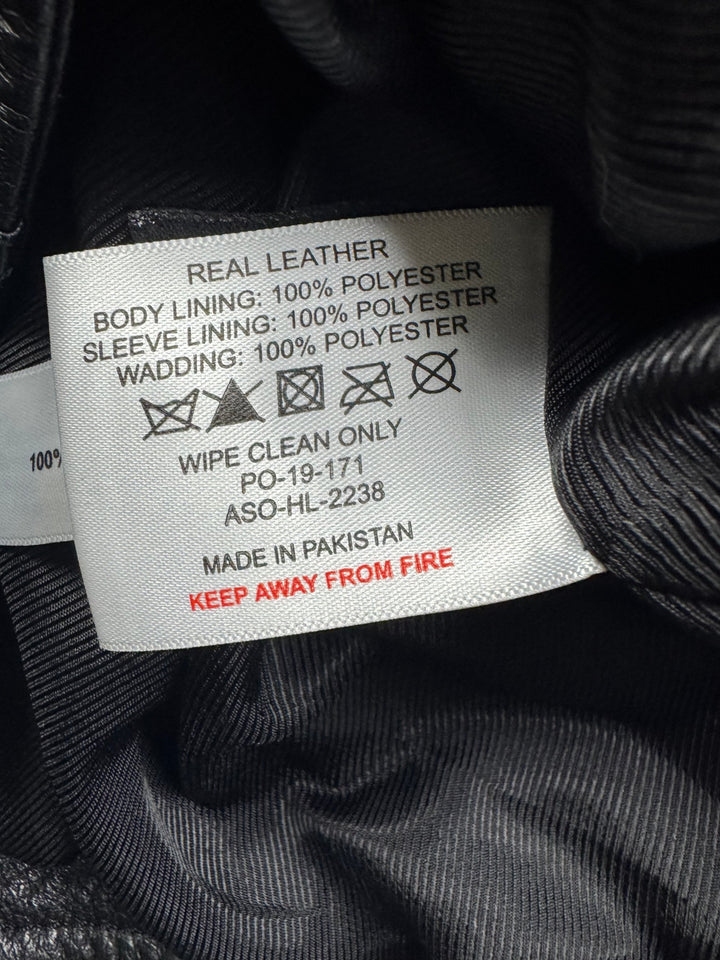 REAL LEATHER
BODY LINING: 100% POLYESTER
SLEEVE LINING: 100% POLYESTER
WADDING: 100% POLYESTER
WIPE CLEAN ONLY
PO-19-171
ASO-HL-2238
MADE IN PAKISTAN
KEEP AWAY FROM FIRE
100%